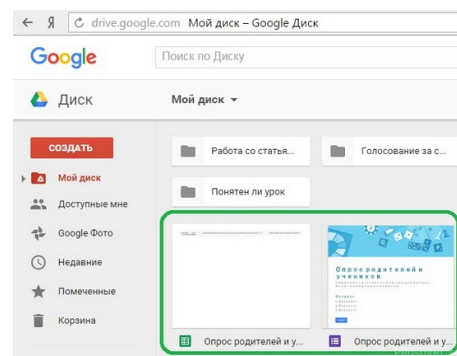 ← Я drive.google.com Мой диск – Google Диск
Google
Поиск по Диску
Диск
Мой диск
СОЗДАТЬ
Мой диск
Доступные мне
Google Фото
Недавние
Помеченные
Корзина
Работа со статья...
Голосование за с...
Понятен ли урок
Опрос родителей и
учеников
Опрос родителей и у...
Опрос родителей и у...